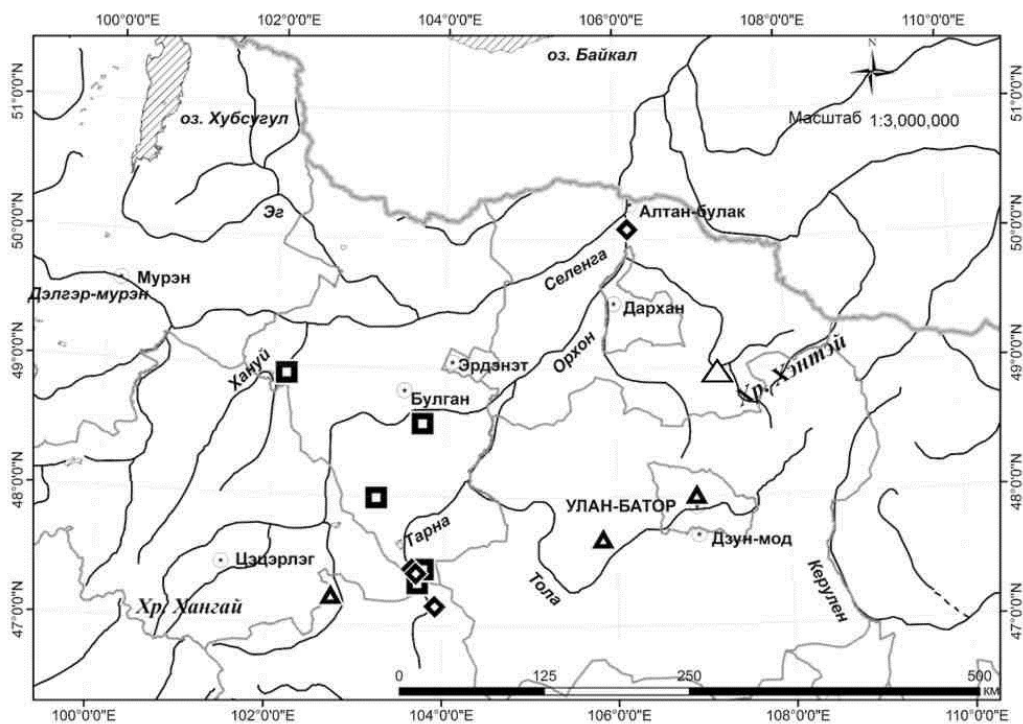 100°0'0"E 102°0'0"E 104°0'0"E 106°0'0"E 108°0'0"E 110°0'0"E
N
оз. Байкал
51°0'0"N
оз. Хубсугул
Масштаб 1:3,000,000
51°0'0"N
Эг
Алтан-булак
50°0'0"N
50°0'0"N
Селенга
Мурэн
Дэлгэр-мурэн
Дархан
49°0'0"N
Орхон
49°0'0"N
Хануй
Эрдэнэт
Хр. Хэнтэй
Булган
48°0'0"N
48°0'0"N
УЛАН-БАТОР
Тарна
Дзун-мод
Цэцэрлэг
Тола
Керулен
47°0'0"N
Хр. Хангай
47°0'0"N
0 125 250 500
КМ
100°0'0"E 102°0'0"E 104°0'0"E 106°0'0"E 108°0'0"E 110°0'0"E